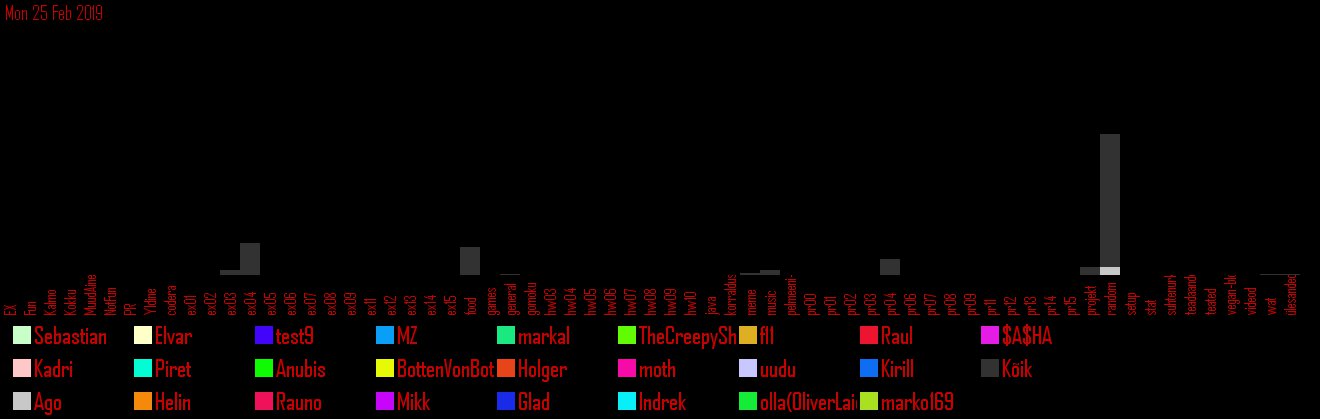 Mon 25 Feb 2019
EX
Fun
Kalmo
Kokku
MuudAine
NotFun
PR
Yldine
codera
ex01
ex02
ex03
ex04
ex05
ex06
ex07
ex08
ex09
ex11
ex12
ex13
ex14
ex15
games
general
gomoku
hw03
hw04
hw05
hw06
hw07
hw08
hw09
hw10
java
korraldus
meme
music
pr00
pr01
pr02
pr03
pr04
pr06
pr07
pr08
pr09
pr11
pr12
pr13
pr14
pr15
projekt
random
setup
stat
teated
videod
wat
Sebastian Elvar test9 MZ markal TheCreepySh fl1 Raul $A$HA
Kadri Piret Anubis BottenVonBot Holger moth uudu Kirill Kõik
Ago Helin Rauno Mikk Glad Indrek olla(OliverLai marko169